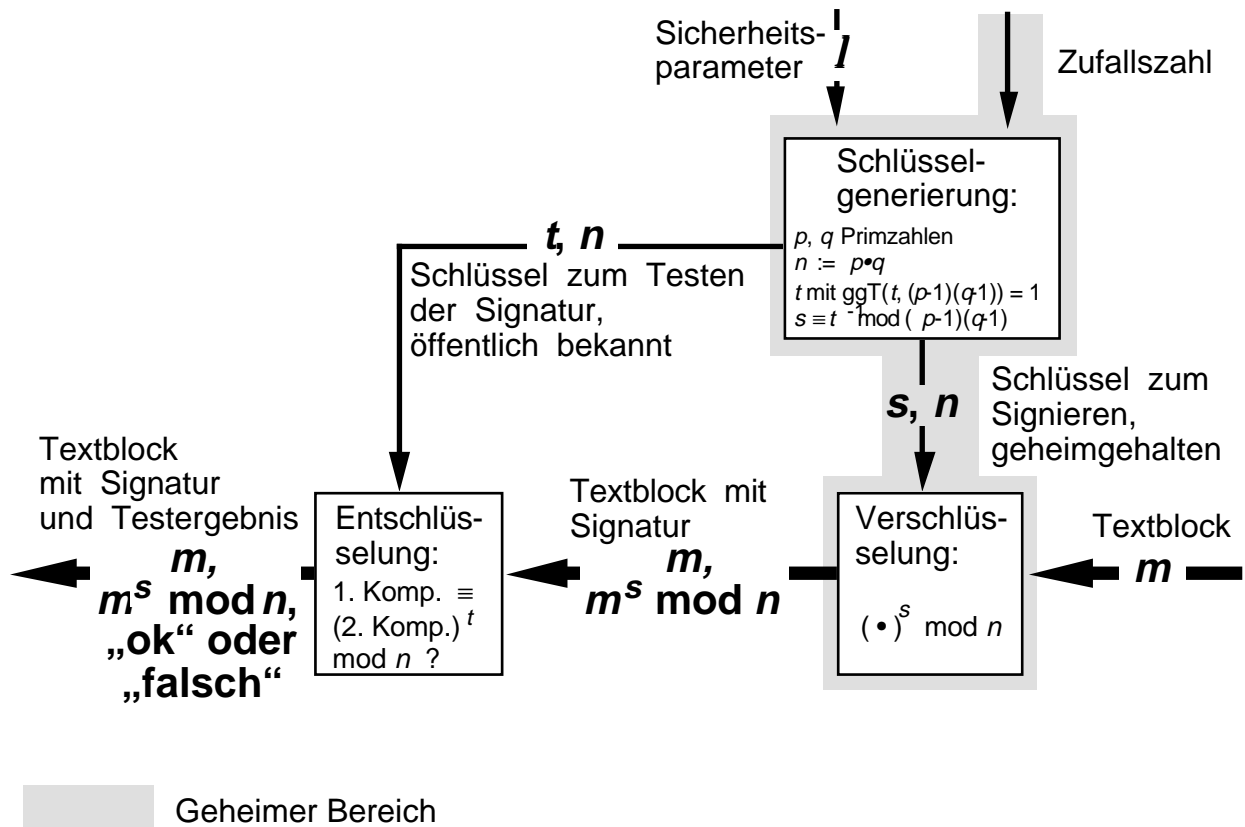 Sicherheits-
parameter
l
Zufallszahl
Schlüssel-
generierung:
p, q Primzahlen
n := p•q
t mit ggT(t, (p-1)(q-1)) = 1
s ≡ t -1 mod ( p-1)(q-1)
t, n
Schlüssel zum Testen
der Signatur,
öffentlich bekannt
s, n
Schlüssel zum
Signieren,
geheimgehalten
Textblock
mit Signatur
und Testergebnis
m,
mˢ mod n,
„ok“ oder
„falsch“
Entschlüs-
selung:
1. Komp. ≡
(2. Komp.) t
mod n ?
Textblock mit
Signatur
m,
mˢ mod n
Verschlüs-
selung:
( • )ˢ mod n
Textblock
m
Geheimer Bereich